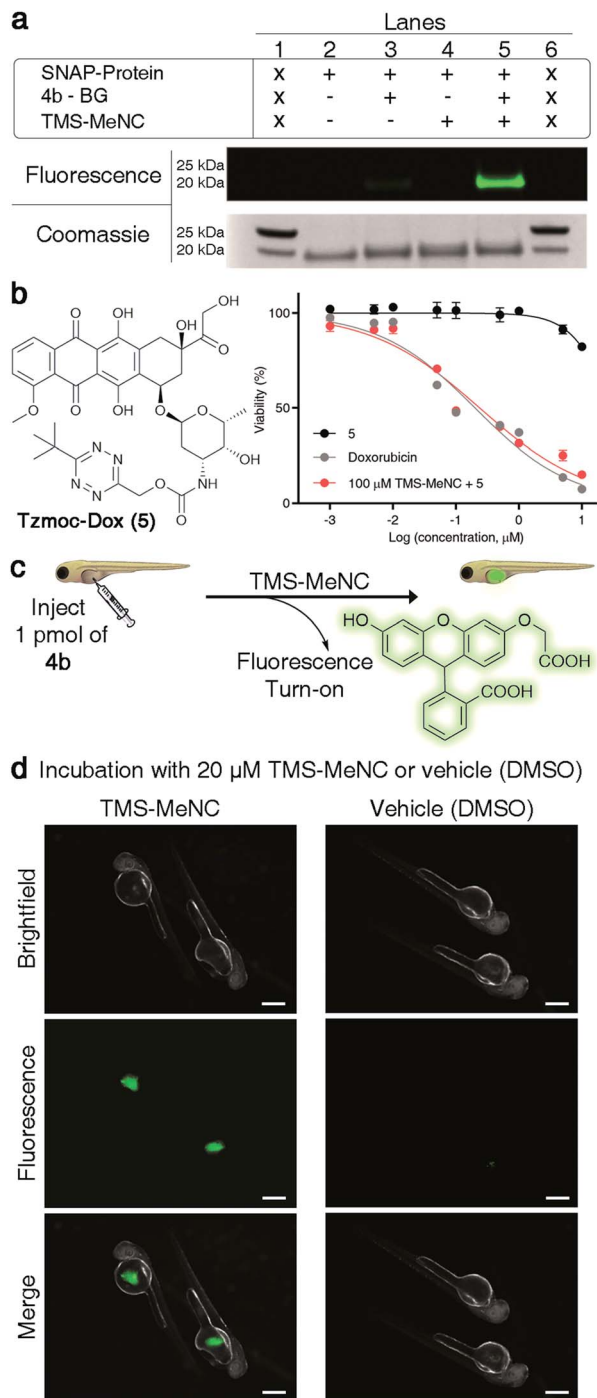 a
Lanes
1 2 3 4 5 6
SNAP-Protein x + + + + x
4b - BG x - + - + x
TMS-MeNC x - - + + x
Fluorescence
25 kDa
20 kDa
Coomassie
25 kDa
20 kDa
b
OH
O OH OH O
O O OH O
O O
N N N N OH
O NH
O
Tzmoc-Dox (5)
Viability (%)
100
50
0
5
Doxorubicin
100 µM TMS-MeNC + 5
-3 -2 -1 0 1
Log (concentration, µM)
c
Inject
1 pmol of
4b
TMS-MeNC
Fluorescence
Turn-on
HO O O
COOH
COOH
d Incubation with 20 µM TMS-MeNC or vehicle (DMSO)
TMS-MeNC Vehicle (DMSO)
Brightfield
Fluorescence
Merge